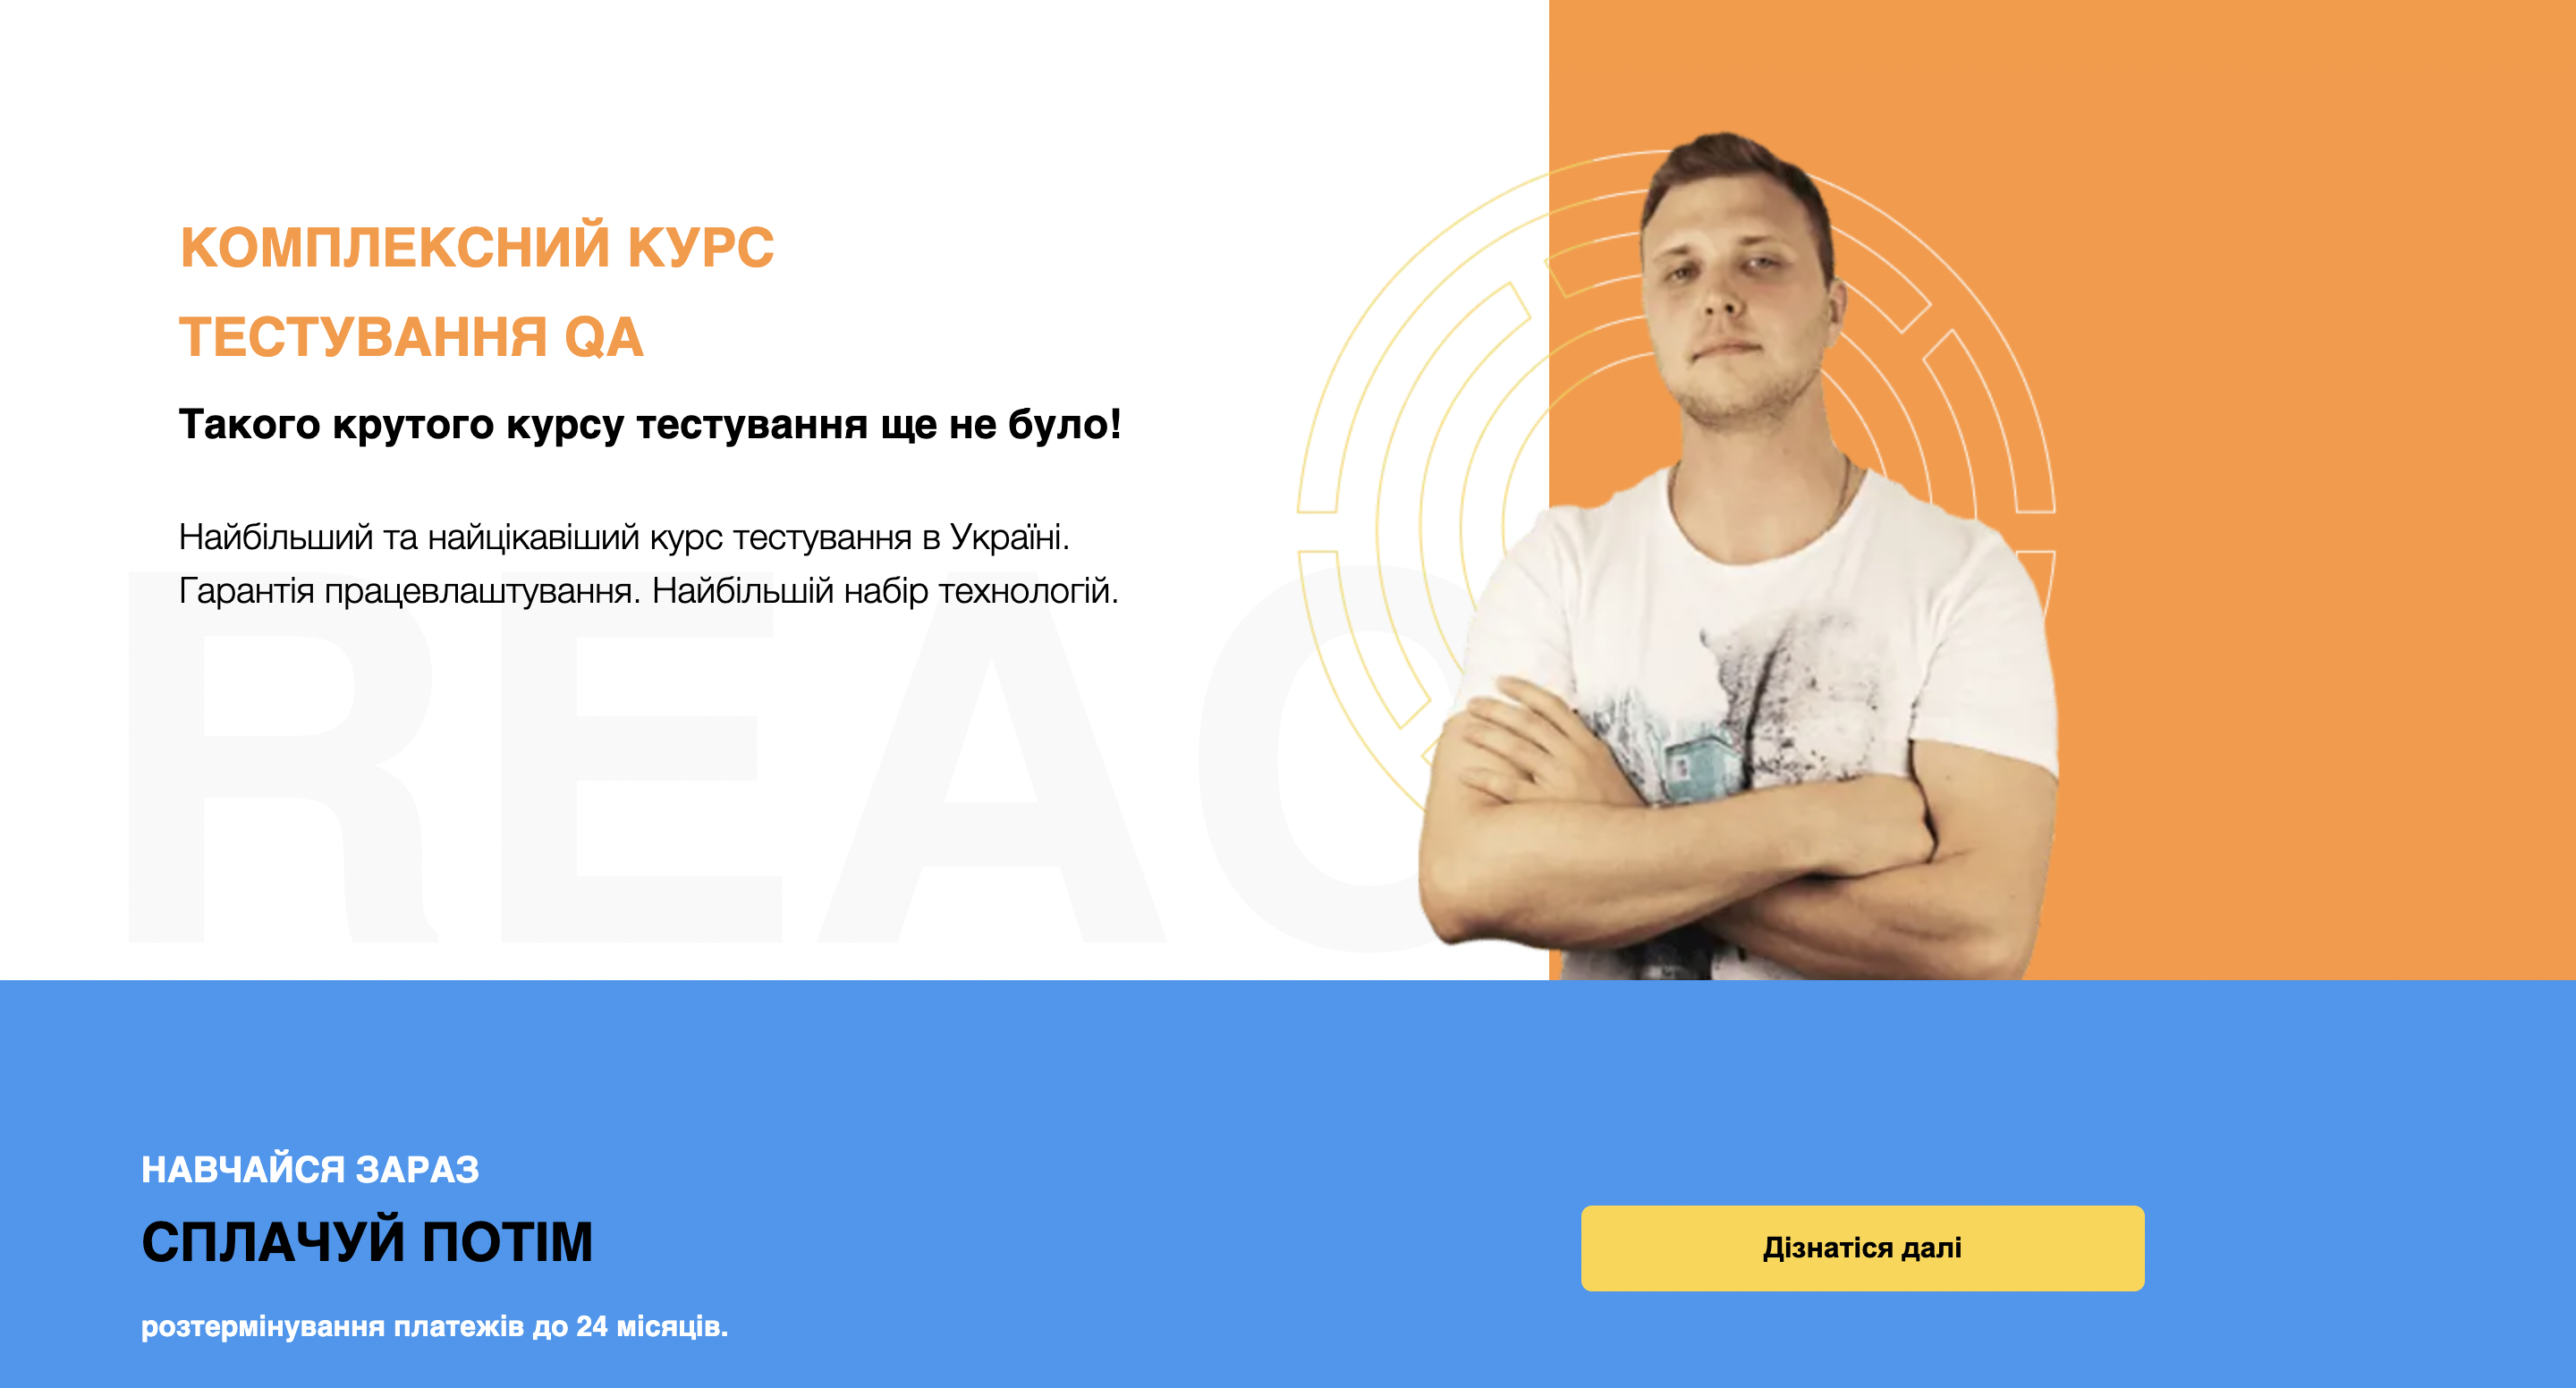 КОМПЛЕКСНИЙ КУРС
ТЕСТУВАННЯ QA
Такого крутого курсу тестування ще не було!
Найбільший та найцікавіший курс тестування в Україні.
Гарантія працевлаштування. Найбільшій набір технологій.
REAC
НАВЧАЙСЯ ЗАРАЗ
СПЛАЧУЙ ПОТІМ
розтермінування платежів до 24 місяців.
Дізнатіся далі